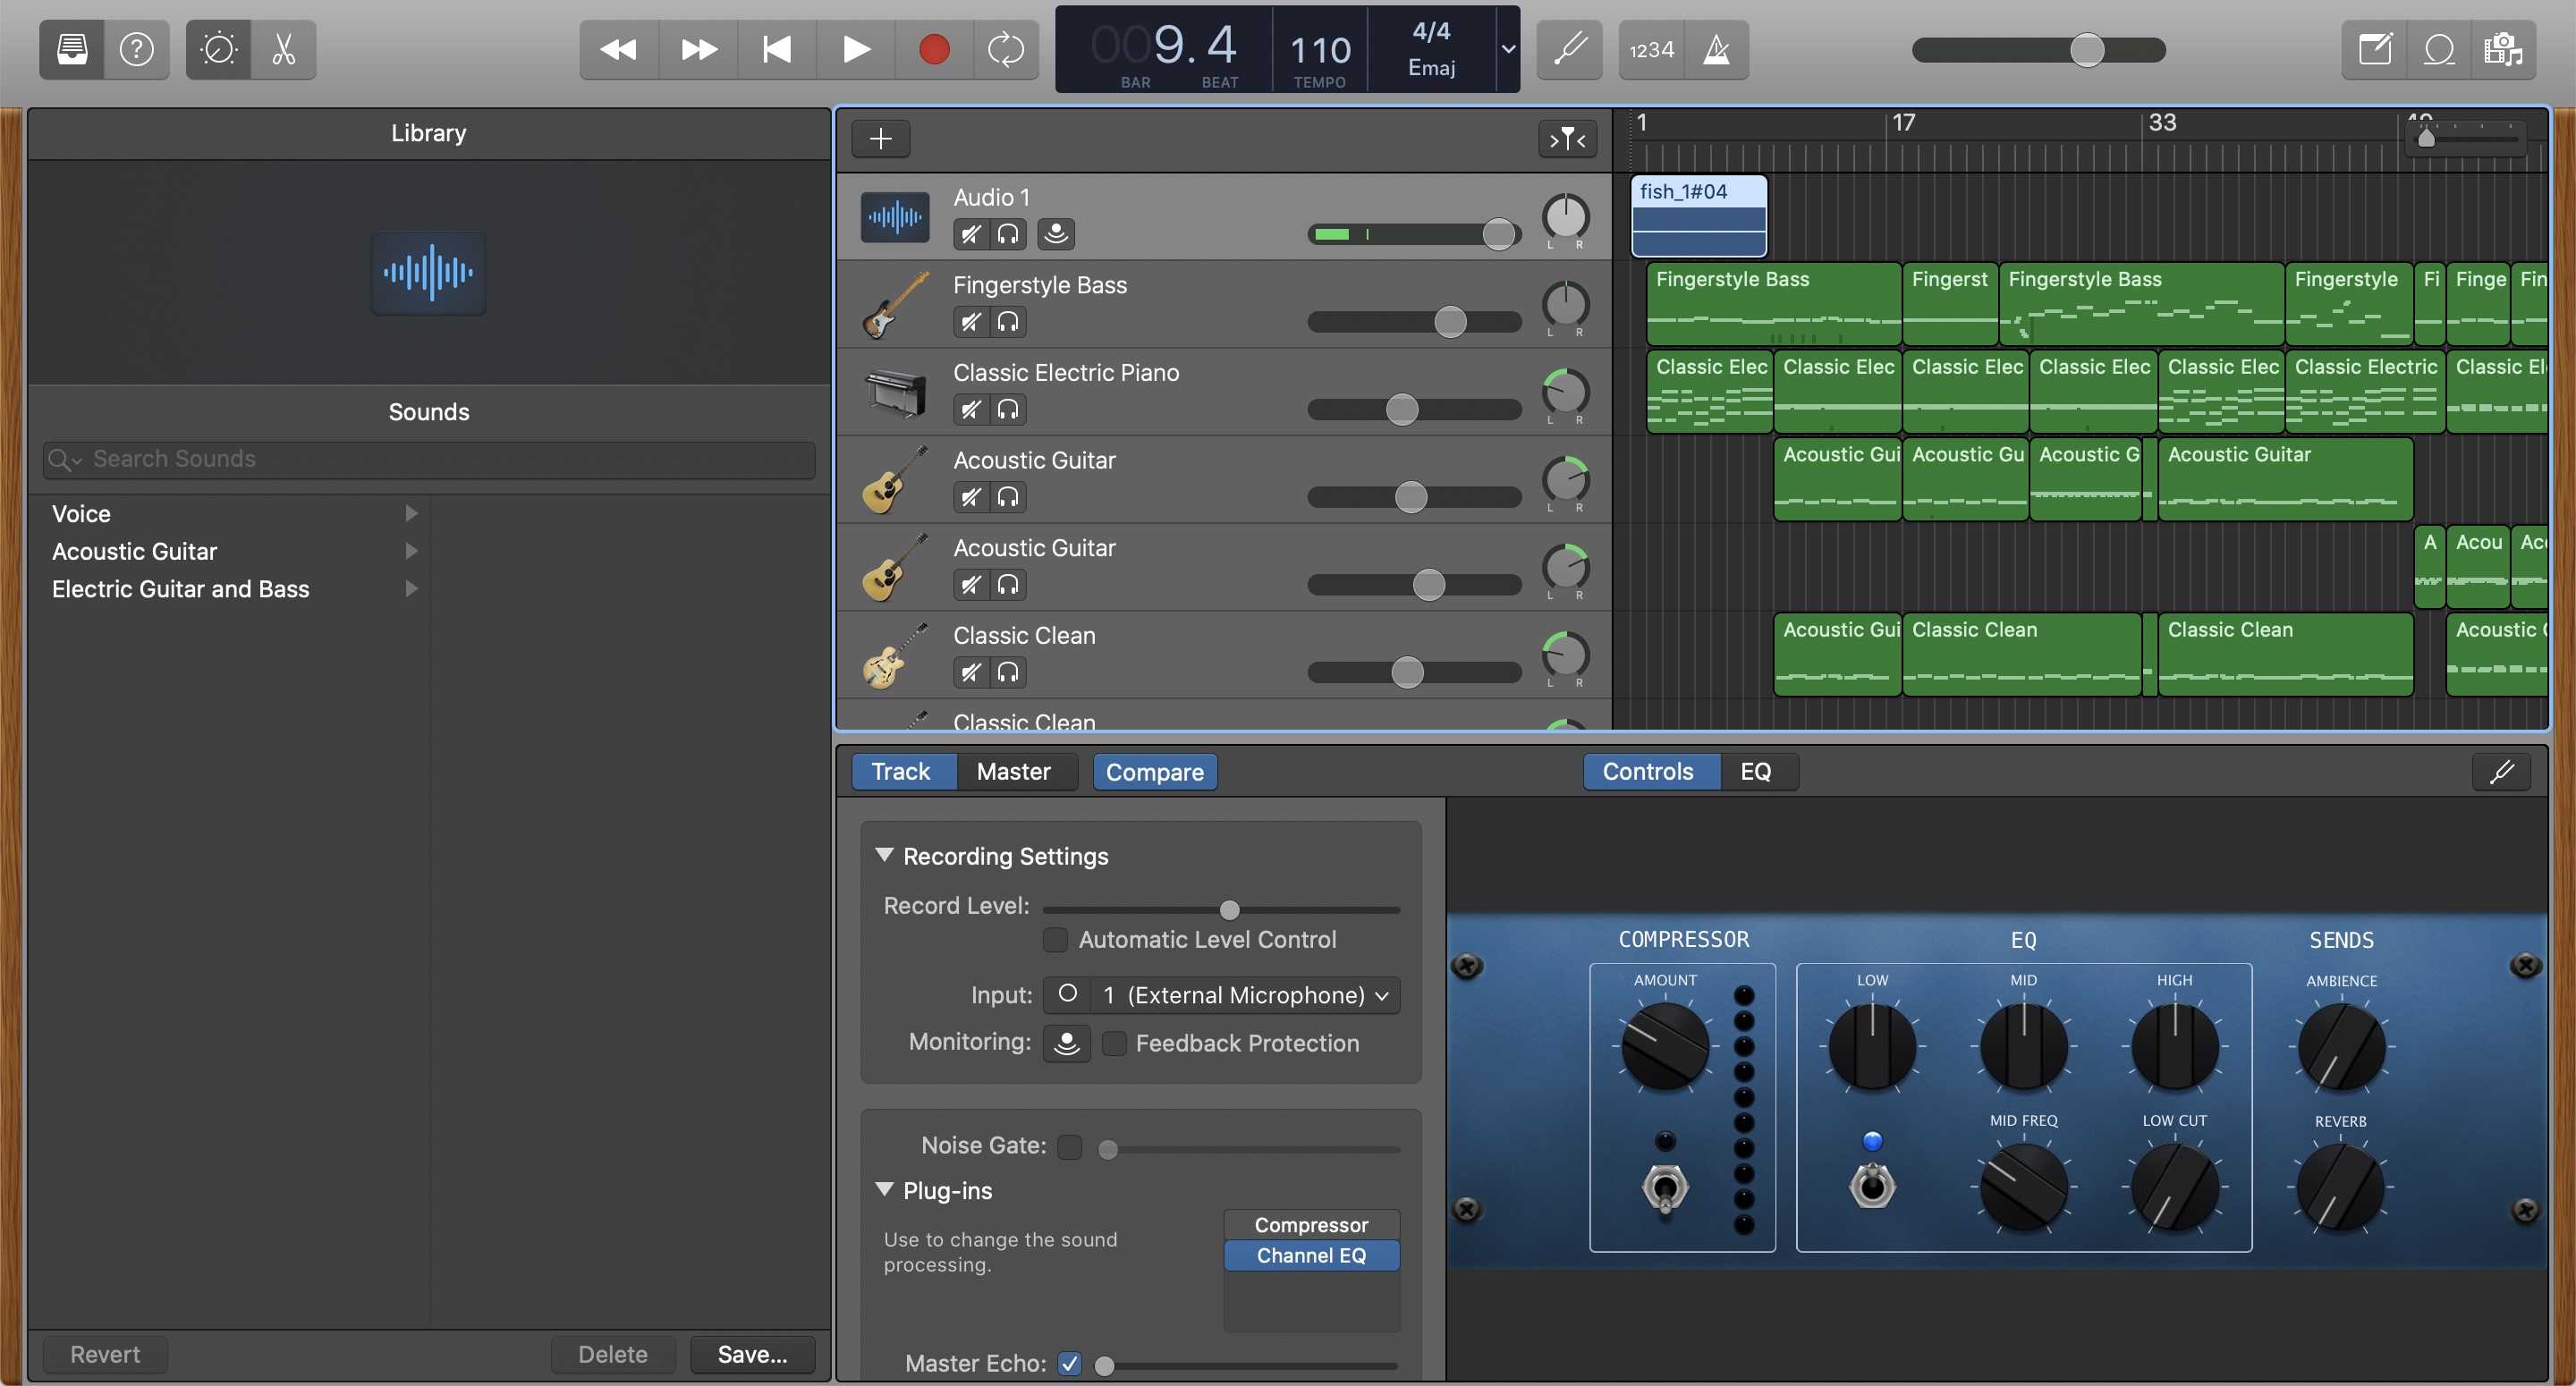 009. 4
110
4/4
Emaj
BAR
BEAT
TEMPO
1234
Library
Sounds
Search Sounds
Voice
Acoustic Guitar
Electric Guitar and Bass
Revert
Delete
Save...
1
17
33
Audio 1
L R
fish_1#04
Fingerstyle Bass
L R
Fingerstyle Bass
Fingerst
Fingerstyle Bass
Fingerstyle
Fi
Finge
Fin
Classic Electric Piano
L R
Classic Elec
Classic Elec
Classic Elec
Classic Elec
Classic Elec
Classic Electric
Classic El
Acoustic Guitar
L R
Acoustic Gui
Acoustic Gu
Acoustic G
Acoustic Guitar
Acoustic Guitar
L R
A
Acou
Aco
Classic Clean
L R
Acoustic Gui
Classic Clean
Classic Clean
Acoustic G
Classic Clean
Track
Master
Compare
Controls
EQ
Recording Settings
Record Level:
Automatic Level Control
Input:
1 (External Microphone)
Monitoring:
Feedback Protection
Noise Gate:
Plug-ins
Use to change the sound
processing.
Compressor
Channel EQ
Master Echo:
COMPRESSOR
EQ
SENDS
AMOUNT
LOW
MID
HIGH
AMBIENCE
MID FREQ
LOW CUT
REVERB